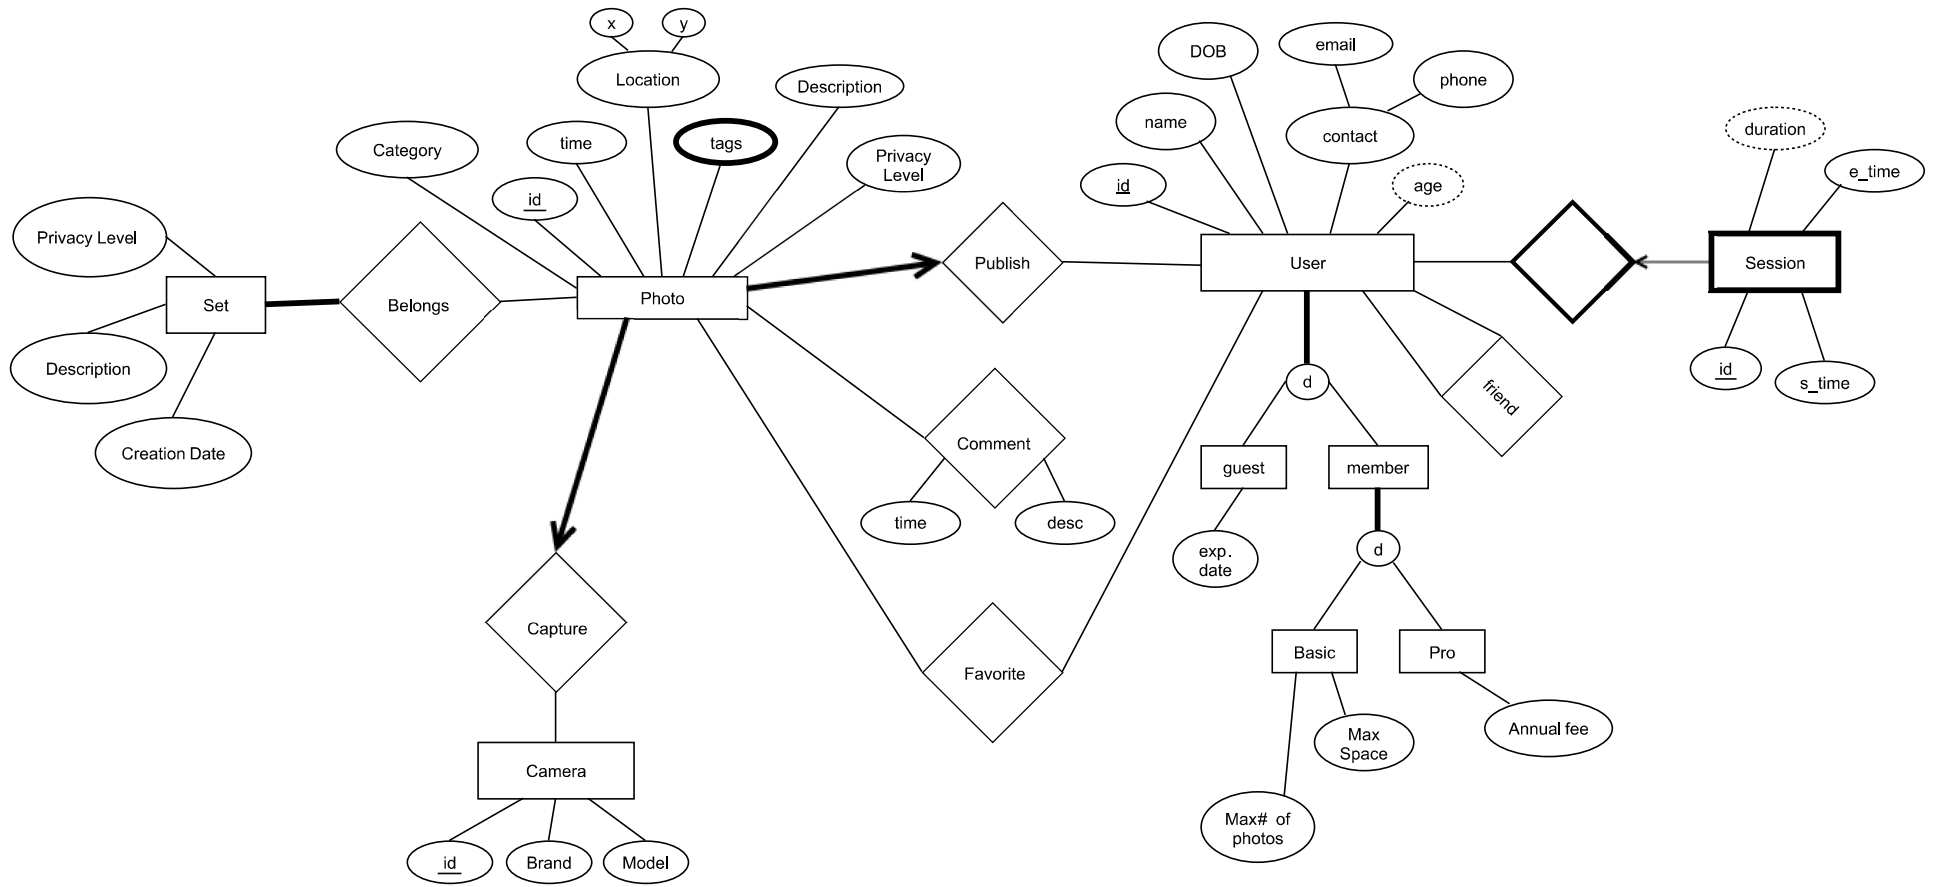 x
y
Location
Description
Category
time
tags
Privacy
Level
id
Privacy Level
Set
Description
Creation Date
Belongs
Photo
Publish
Capture
Camera
id
Brand
Model
Comment
time
desc
Favorite
DOB
email
phone
name
contact
id
age
User
friend
d
guest
member
exp.
date
d
Basic
Pro
Max
Space
Annual fee
Max# of
photos
duration
e_time
Session
id
s_time